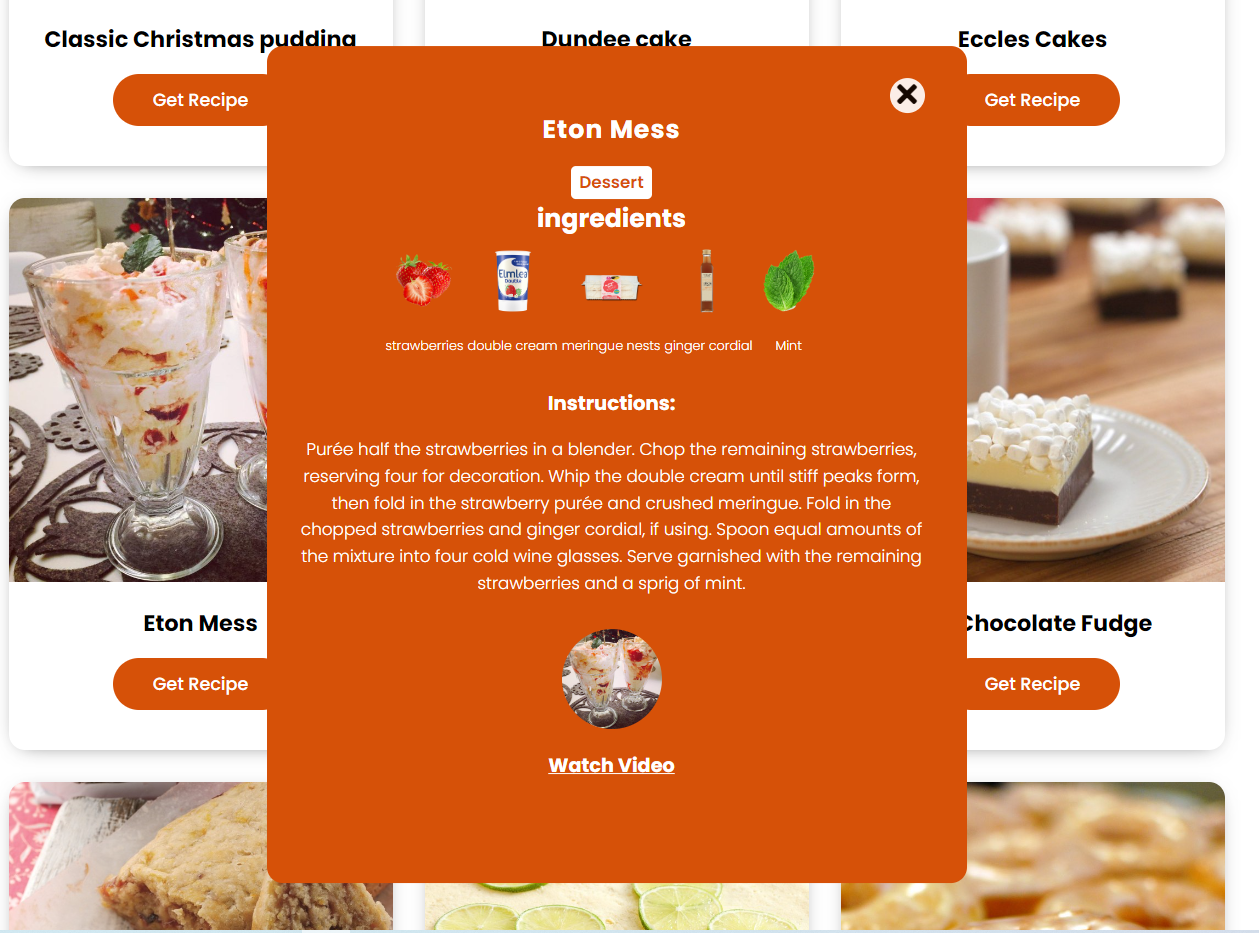 Classic Christmas pudding
Dundee cake
Eccles Cakes
Get Recipe
Get Recipe
Eton Mess
Dessert
ingredients
Elmlea
Double
strawberries double cream meringue nests ginger cordial Mint
Instructions:
Purée half the strawberries in a blender. Chop the remaining strawberries,
reserving four for decoration. Whip the double cream until stiff peaks form,
then fold in the strawberry purée and crushed meringue. Fold in the
chopped strawberries and ginger cordial, if using. Spoon equal amounts of
the mixture into four cold wine glasses. Serve garnished with the remaining
strawberries and a sprig of mint.
Watch Video
Eton Mess
Chocolate Fudge
Get Recipe
Get Recipe